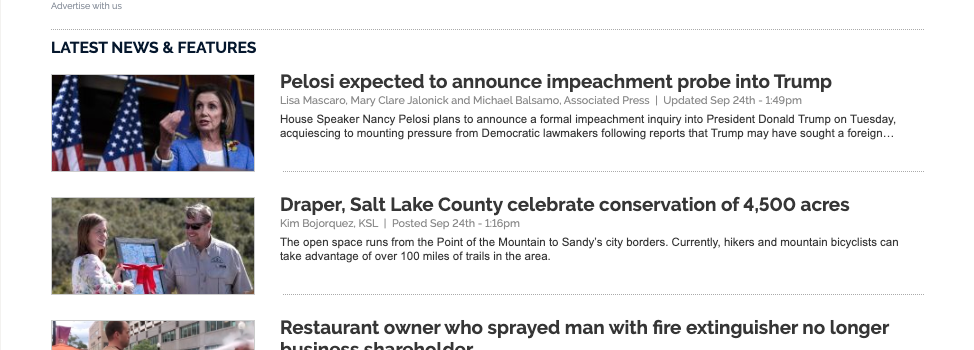 Advertise with us
LATEST NEWS & FEATURES
Pelosi expected to announce impeachment probe into Trump
Lisa Mascaro, Mary Clare Jalonick and Michael Balsamo, Associated Press | Updated Sep 24th - 1:49pm
House Speaker Nancy Pelosi plans to announce a formal impeachment inquiry into President Donald Trump on Tuesday,
acquiescing to mounting pressure from Democratic lawmakers following reports that Trump may have sought a foreign…
Draper, Salt Lake County celebrate conservation of 4,500 acres
Kim Bojorquez, KSL | Posted Sep 24th - 1:16pm
The open space runs from the Point of the Mountain to Sandy's city borders. Currently, hikers and mountain bicyclists can
take advantage of over 100 miles of trails in the area.
Restaurant owner who sprayed man with fire extinguisher no longer
business shareholder